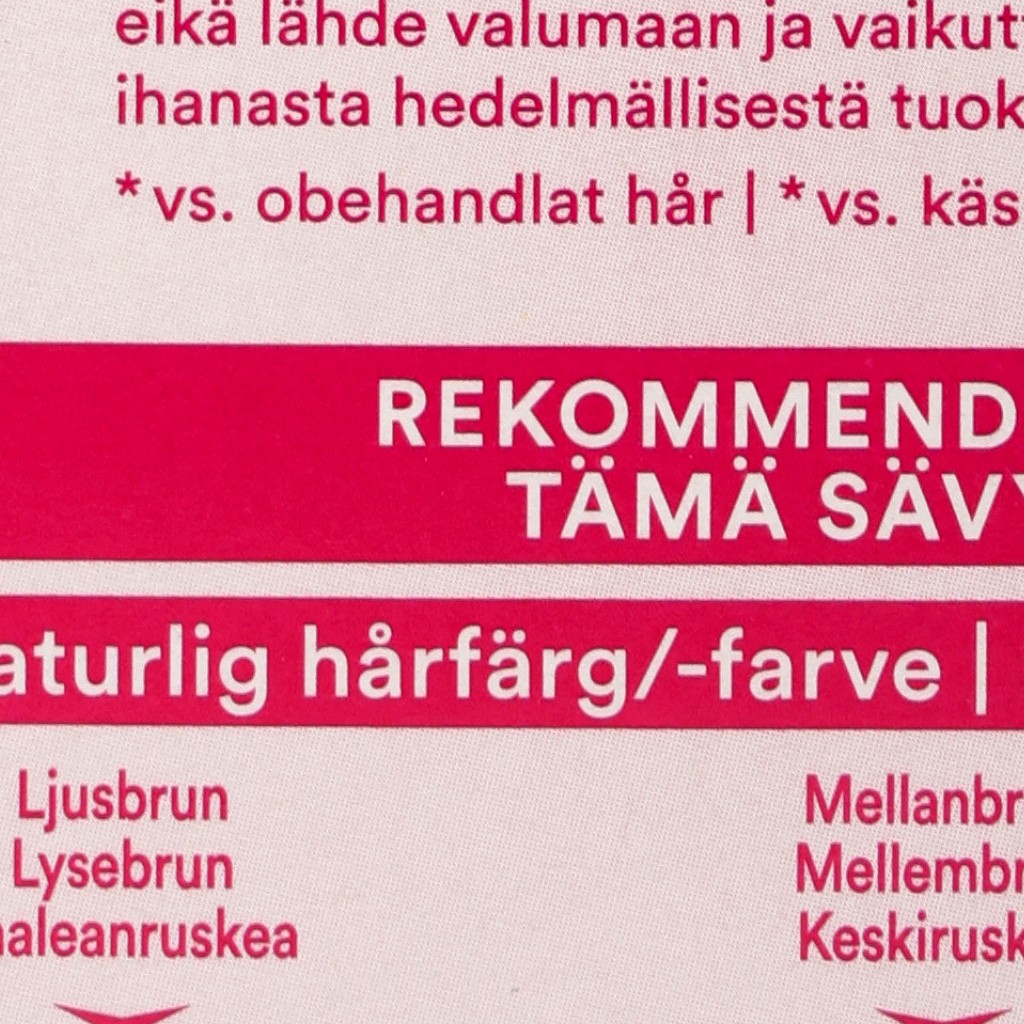 eikä lähde valumaan ja vaikut
ihanasta hedelmällisestä tuok
* vs. obehandlat hår | * vs. käs
REKOMMEND
TÄMÄ SÄVY
aturlig hårfärg/-farve |
Ljusbrun
Lysebrun
aleanruskea
Mellanbr
Mellembr
Keskirusk